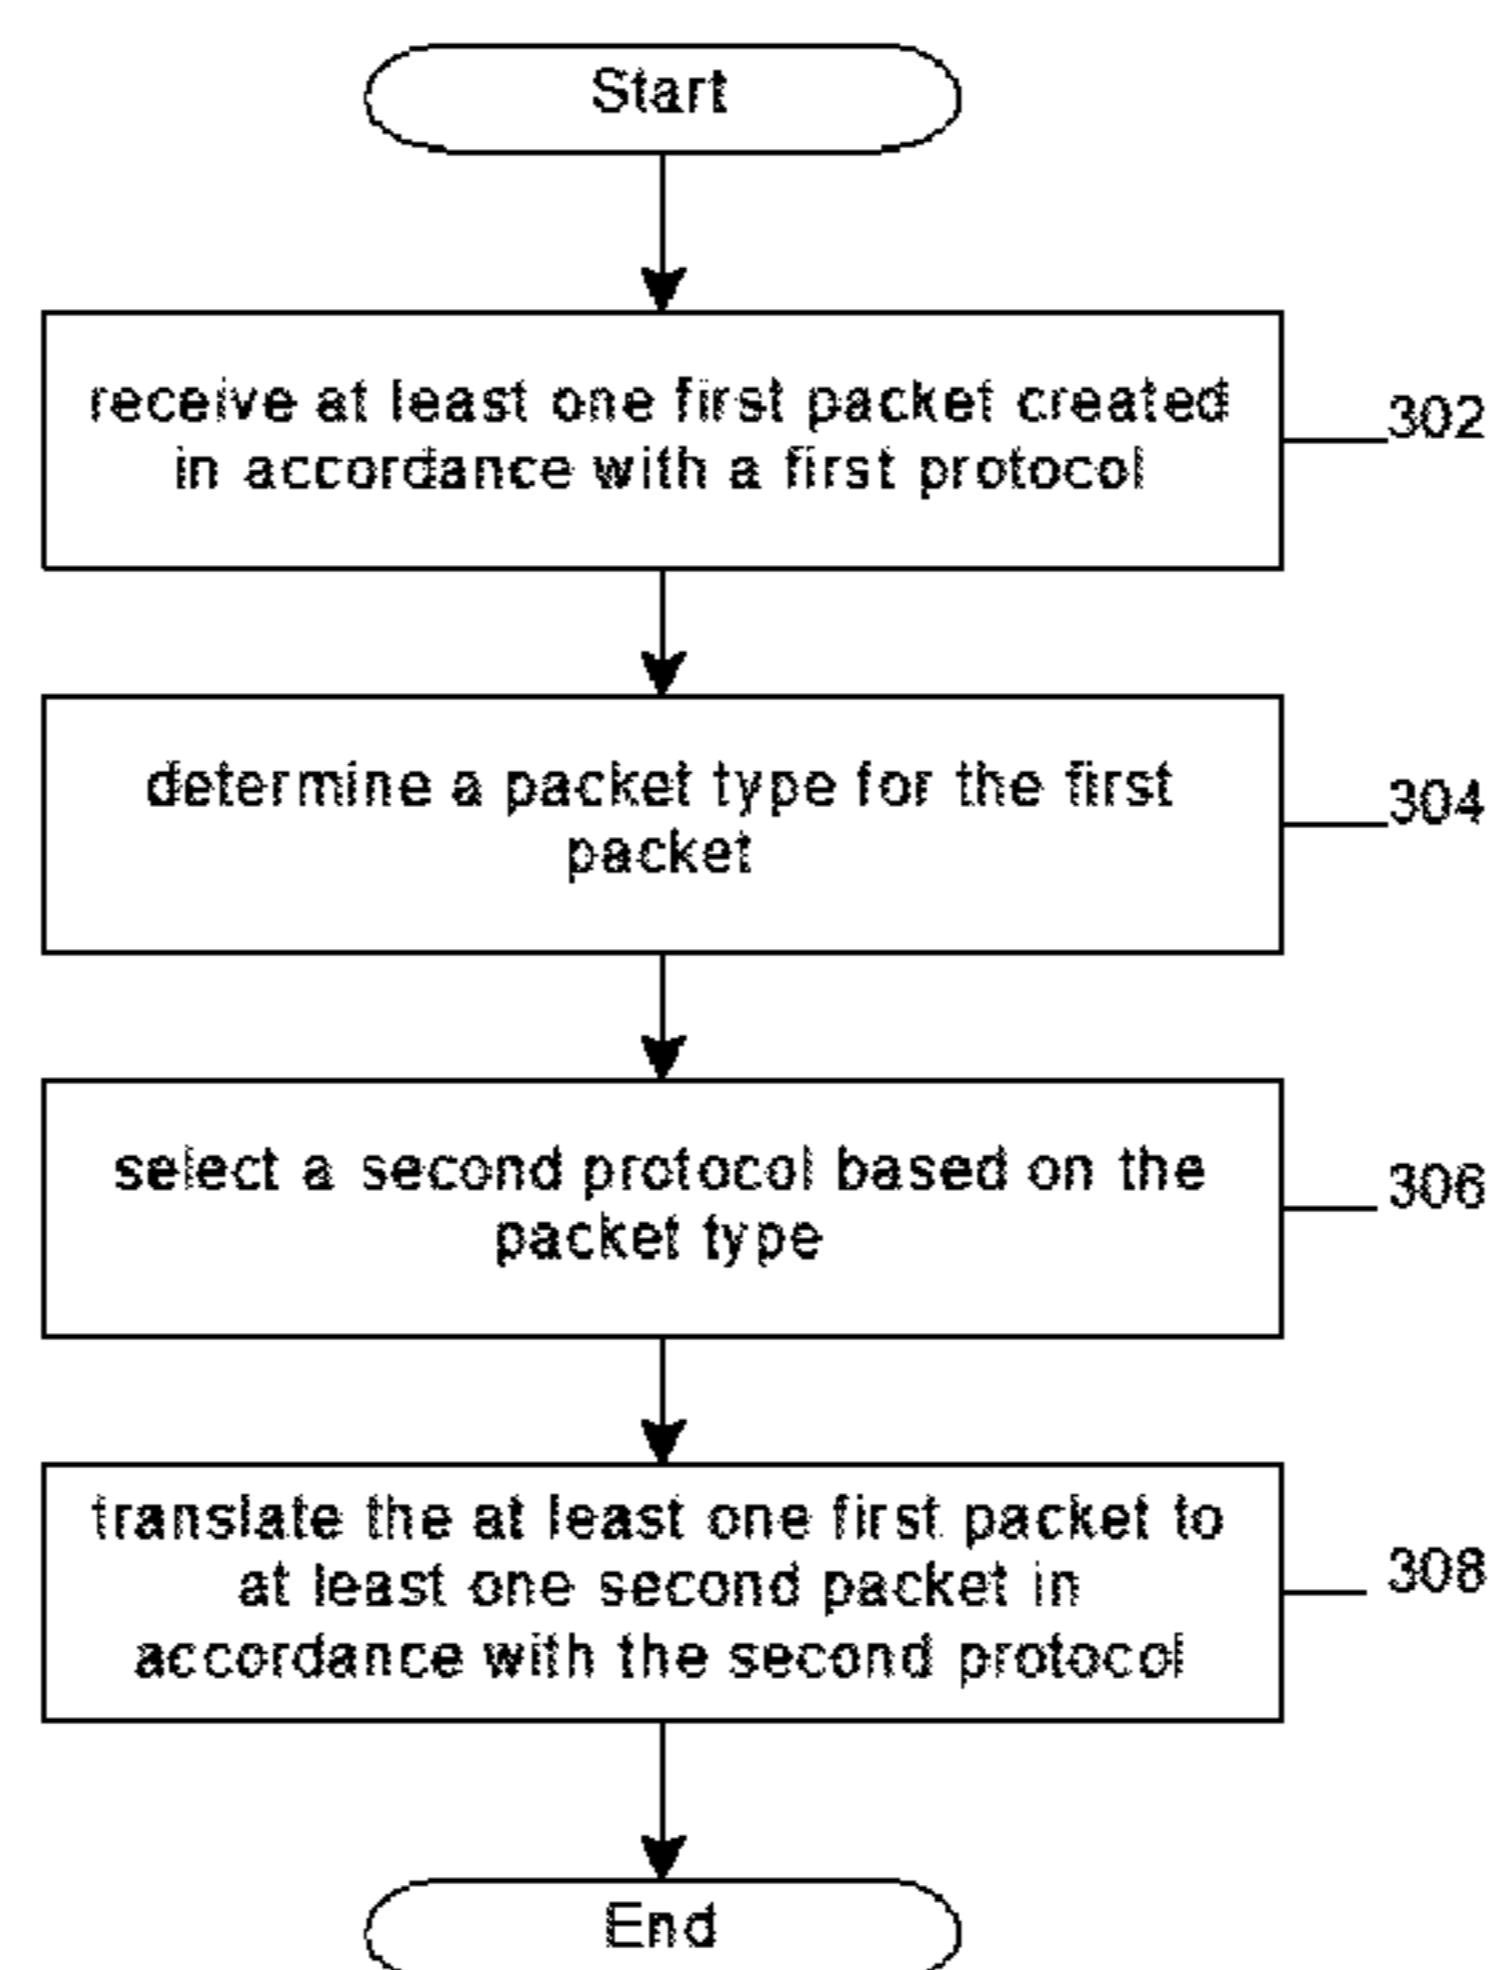 Start
receive at least one first packet created
in accordance with a first protocol
302
determine a packet type for the first
packet
304
select a second protocol based on the
packet type
306
translate the at least one first packet to
at least one second packet in
accordance with the second protocol
308
End